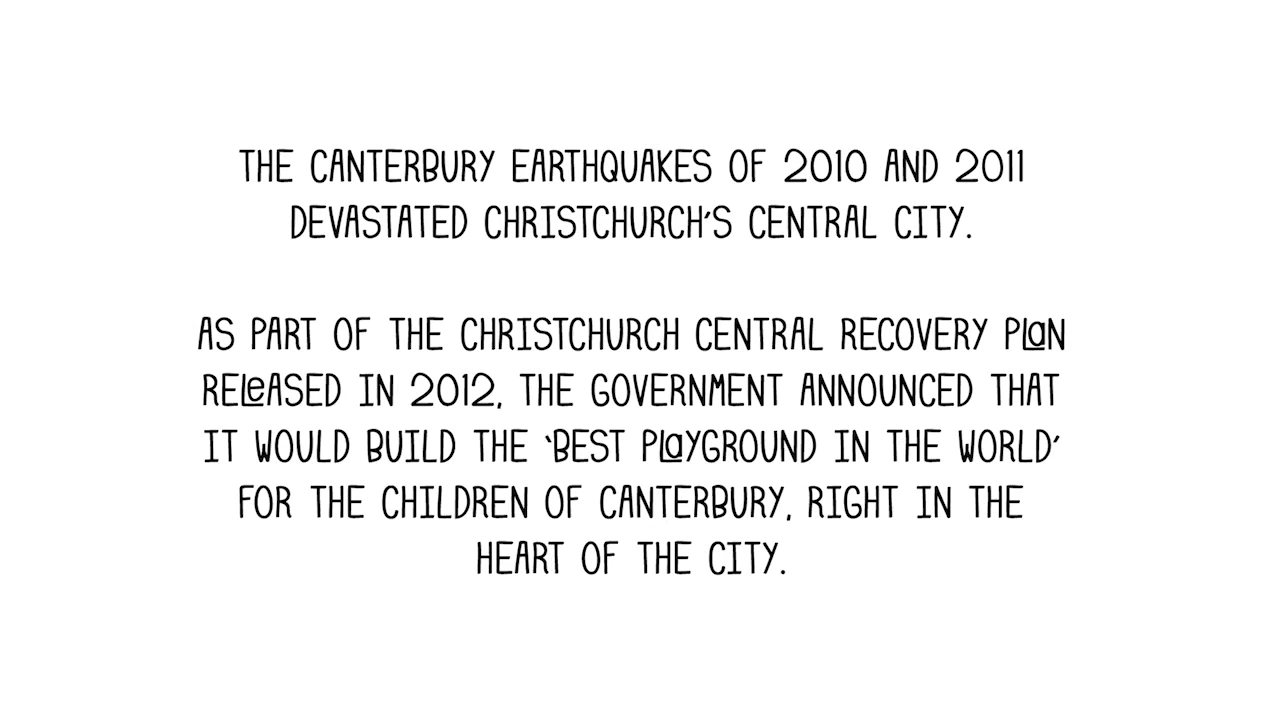 THE CANTERBURY EARTHQUAKES OF 2010 AND 2011
DEVASTATED CHRISTCHURCH'S CENTRAL CITY.
AS PART OF THE CHRISTCHURCH CENTRAL RECOVERY PLaN
RELeASED IN 2012, THE GOVERNMENT ANNOUNCED THAT
IT WOULD BUILD THE ‘BEST PLaYGROUND IN THE WORLD’
FOR THE CHILDREN OF CANTERBURY, RIGHT IN THE
HEART OF THE CITY.